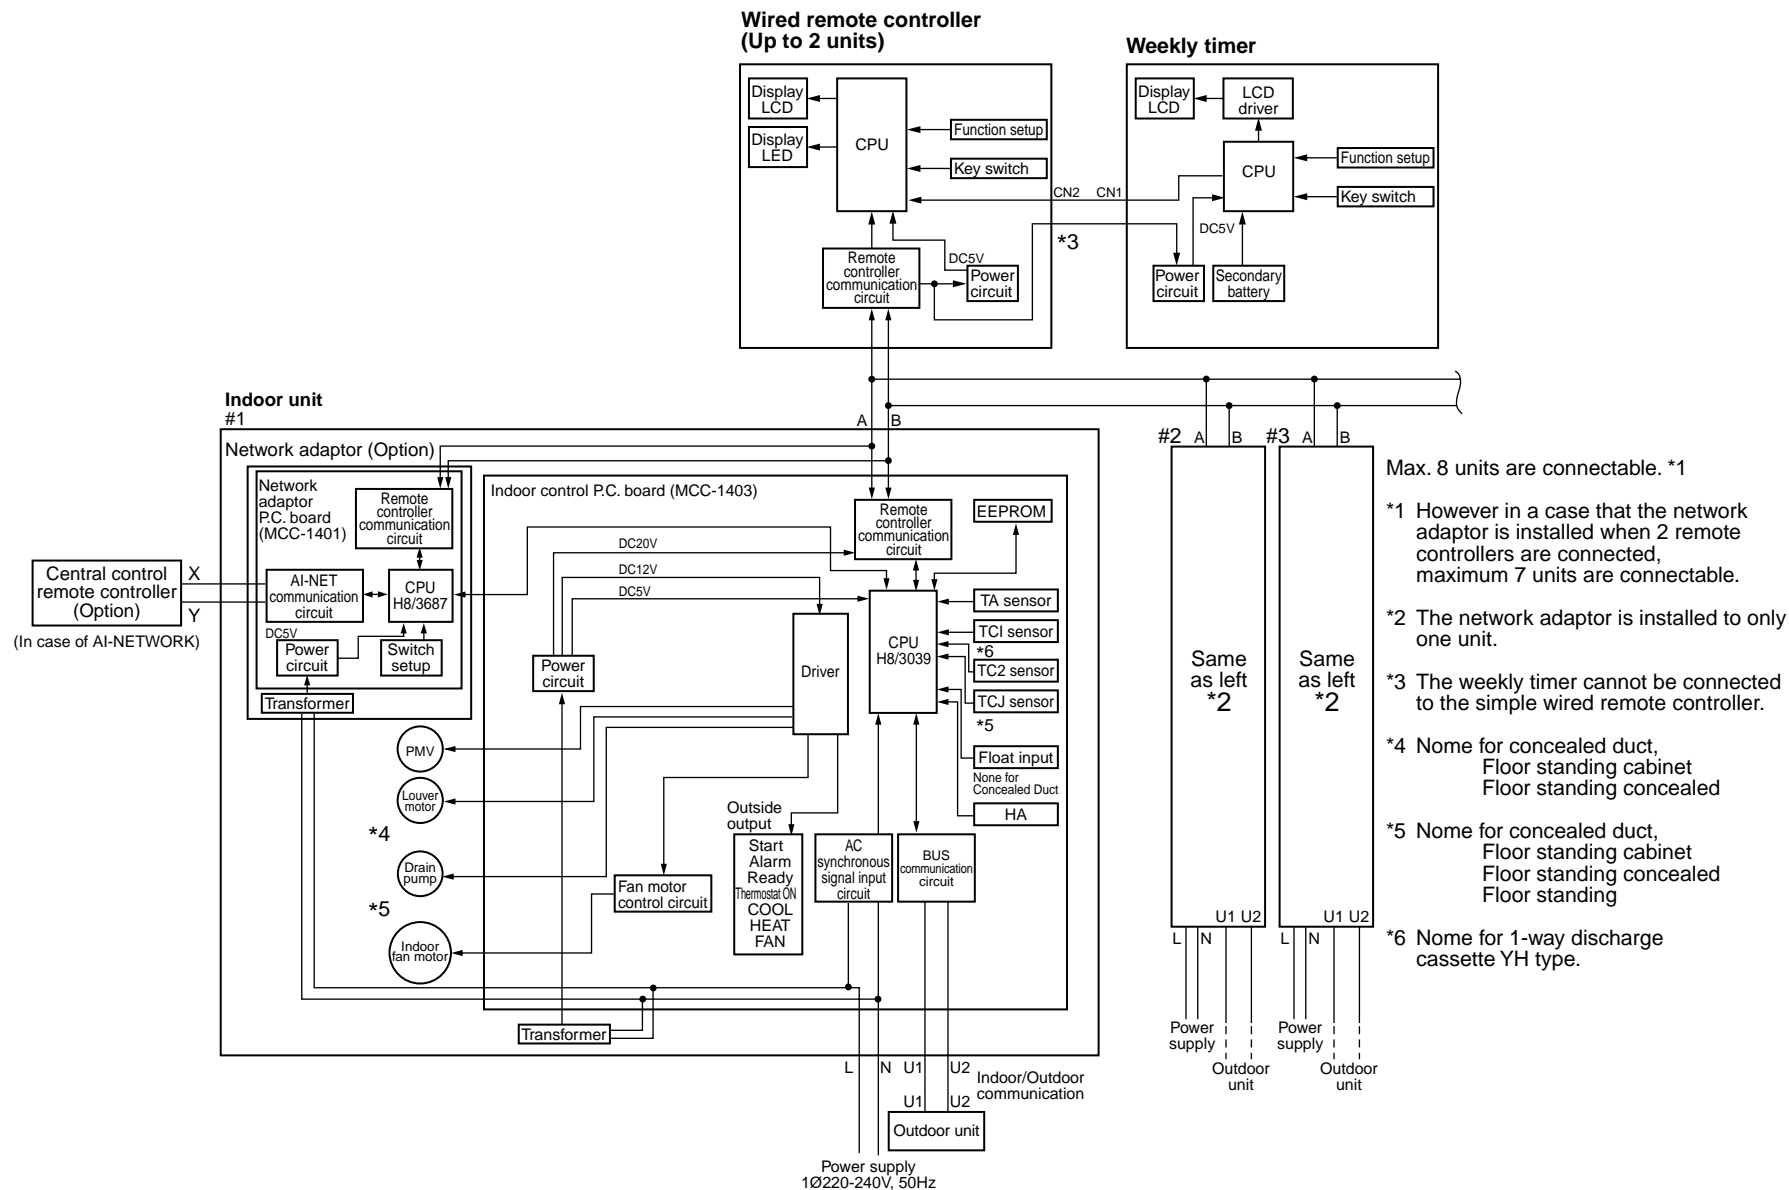 Wired remote controller
(Up to 2 units)
Display
LCD
Display
LED
CPU
Function setup
Key switch
CN2
CN1
*3
Remote
controller
communication
circuit
DC5V
Power
circuit
Weekly timer
Display
LCD
LCD
driver
CPU
Function setup
Key switch
DC5V
Power
circuit
Secondary
battery
Indoor unit
#1
A
B
Network adaptor (Option)
Network
adaptor
P.C. board
(MCC-1401)
Remote
controller
communication
circuit
AI-NET
communication
circuit
CPU
H8/3687
DC5V
Power
circuit
Switch
setup
Transformer
Central control
remote controller
(Option)
X
Y
(In case of AI-NETWORK)
Indoor control P.C. board (MCC-1403)
DC20V
DC12V
DC5V
Remote
controller
communication
circuit
EEPROM
CPU
H8/3039
TA sensor
TCI sensor
*6
TC2 sensor
TCJ sensor
*5
Float input
None for
Concealed Duct
HA
Power
circuit
Driver
PMV
Louver
motor
*4
Drain
pump
*5
Indoor
fan motor
Fan motor
control circuit
Outside
output
Start
Alarm
Ready
Thermostat ON
COOL
HEAT
FAN
AC
synchronous
signal input
circuit
BUS
communication
circuit
Transformer
L
N
U1
U2
Indoor/Outdoor
communication
U1
U2
Outdoor unit
Power supply
1Ø220-240V, 50Hz
#2
A
B
Same
as left
*2
U1 U2
L
N
Power
supply
Outdoor
unit
#3
A
B
Same
as left
*2
U1 U2
L
N
Power
supply
Outdoor
unit
Max. 8 units are connectable. *1
*1 However in a case that the network
adaptor is installed when 2 remote
controllers are connected,
maximum 7 units are connectable.
*2 The network adaptor is installed to only
one unit.
*3 The weekly timer cannot be connected
to the simple wired remote controller.
*4 Nome for concealed duct,
Floor standing cabinet
Floor standing concealed
*5 Nome for concealed duct,
Floor standing cabinet
Floor standing concealed
Floor standing
*6 Nome for 1-way discharge
cassette YH type.